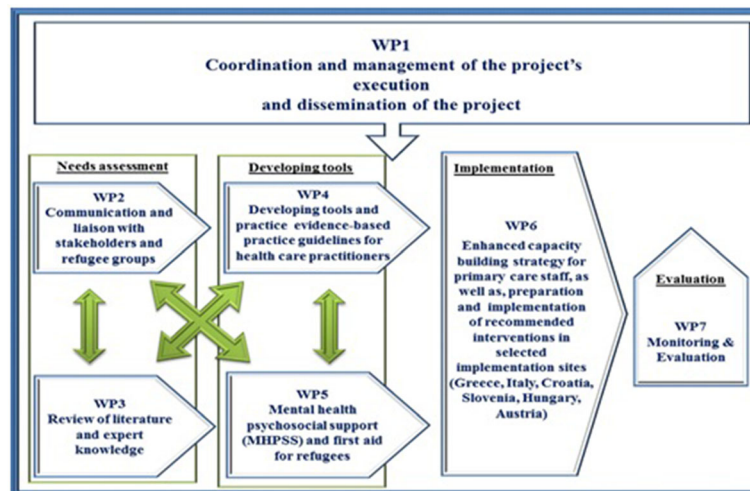 WP1
Coordination and management of the project's
execution
and dissemination of the project
Needs assessment
WP2
Communication and
liaison with
stakeholders and
refugee groups
WP3
Review of literature
and expert
knowledge
Developing tools
WP4
Developing tools and
practice evidence-based
practice guidelines for
health care practitioners
WP5
Mental health
psychosocial support
(MHPSS) and first aid
for refugees
Implementation
WP6
Enhanced capacity
building strategy for
primary care staff, as
well as, preparation
and implementation
of recommended
interventions in
selected
implementation sites
(Greece, Italy, Croatia,
Slovenia, Hungary,
Austria)
Evaluation
WP7
Monitoring &
Evaluation